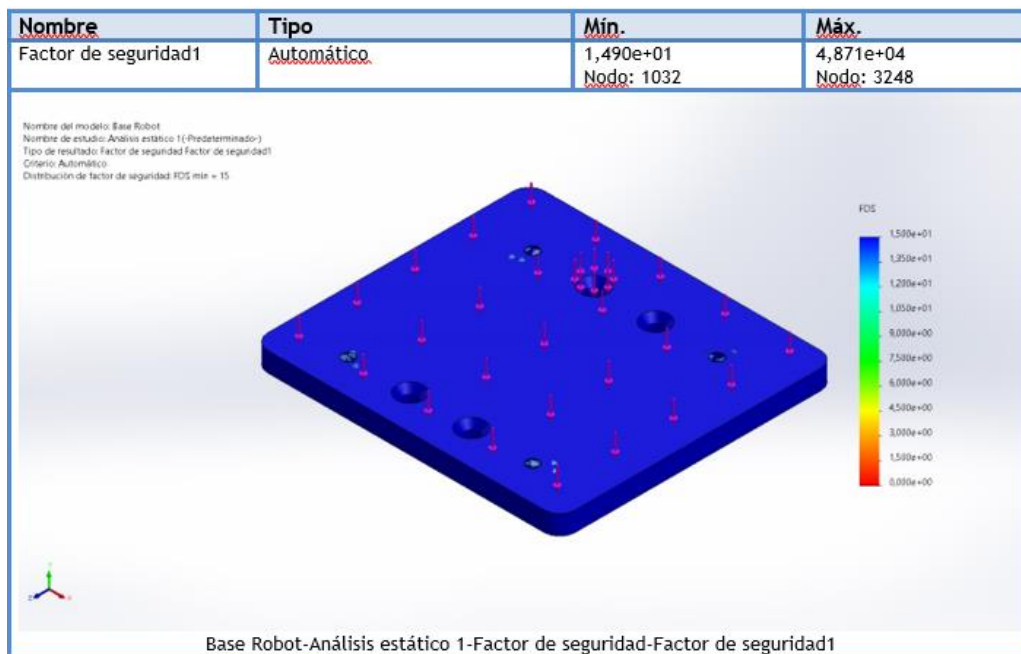 Nombre Tipo Mín. Máx.
Factor de seguridad1 Automático 1,490e+01 4,871e+04
Nodo: 1032 Nodo: 3248
Nombre del modelo: Base Robot
Nombre de estudio: Análisis estático 1(-Predeterminado-)
Tipo de resultado: Factor de seguridad Factor de seguridad1
Criterio: Automático
Distribución de factor de seguridad: FDS mín = 15
FDS
1,500e+01
1,350e+01
1,200e+01
1,050e+01
9,000e+00
7,500e+00
6,000e+00
4,500e+00
3,000e+00
1,500e+00
0,000e+00
Y
Z
X
Base Robot-Análisis estático 1-Factor de seguridad-Factor de seguridad1